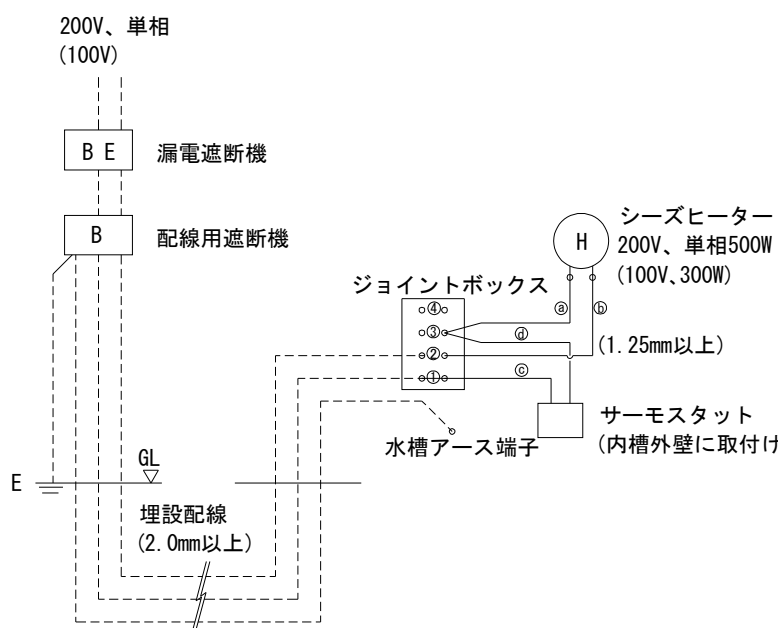 200V、単相
(100V)
B E
漏電遮断機
B
配線用遮断機
シーズヒーター
H
200V、単相500W
(100V、300W)
ジョイントボックス
④
ⓐ
ⓑ
③
ⓓ
②
(1.25mm以上)
①
ⓒ
サーモスタット
水槽アース端子
(内槽外壁に取付け
GL
E
埋設配線
(2.0mm以上)